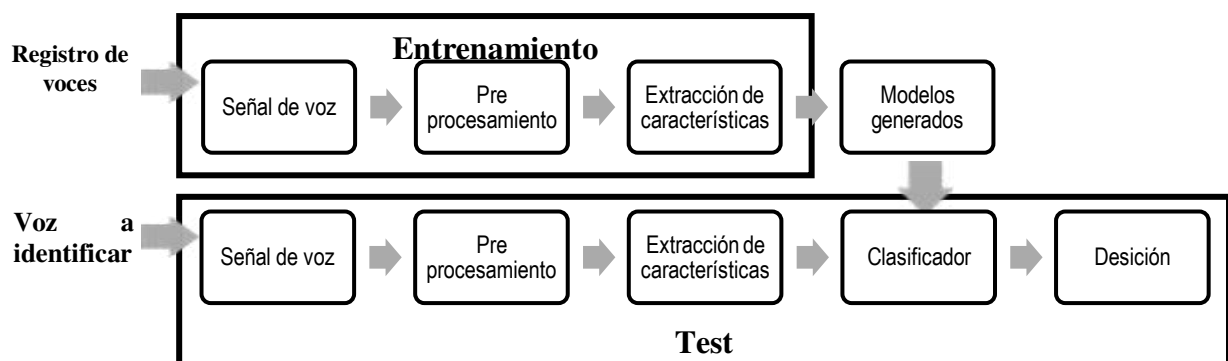 Entrenamiento
Registro de
voces
Señal de voz
Pre
procesamiento
Extracción de
características
Modelos
generados
Voz a
identificar
Señal de voz
Pre
procesamiento
Extracción de
características
Clasificador
Desición
Test